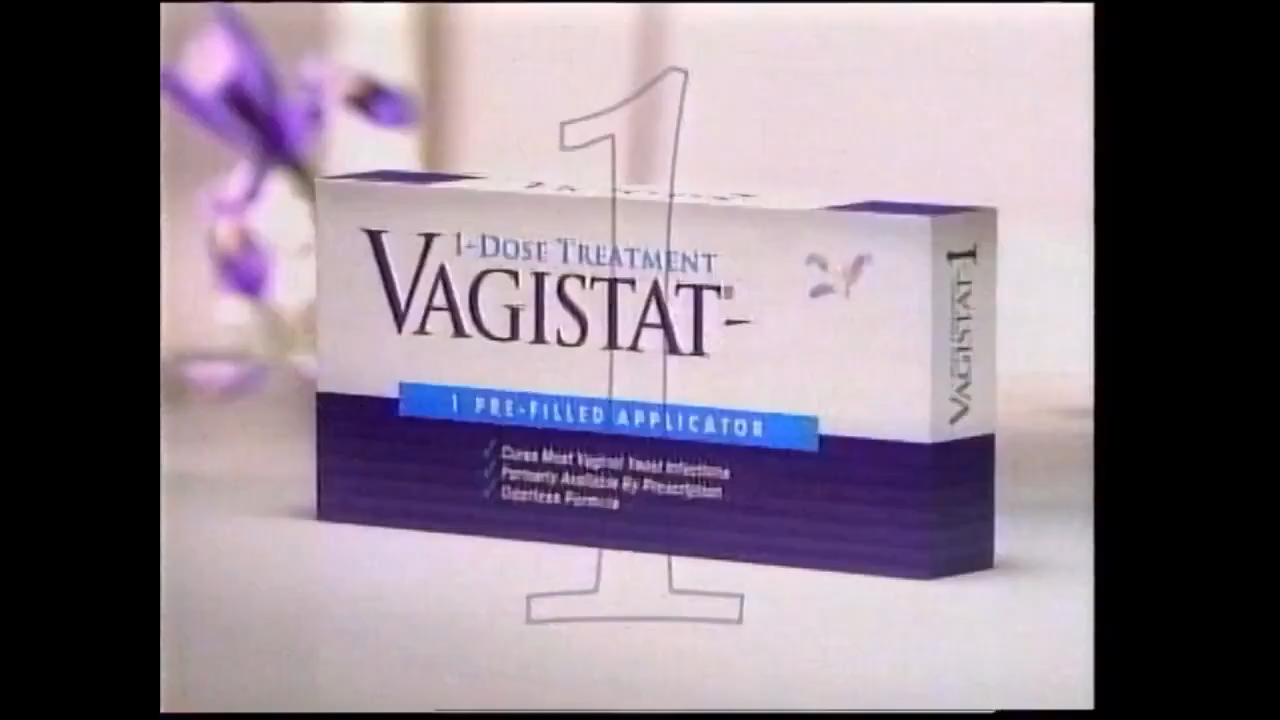 1
1-DOSE TREATMENT
VAGISTAT®-
VAGISTAT-1
1 PRE-FILLED APPLICATOR
Cures Most Vaginal Yeast Infections
Formerly Available By Prescription
Odorless Formula